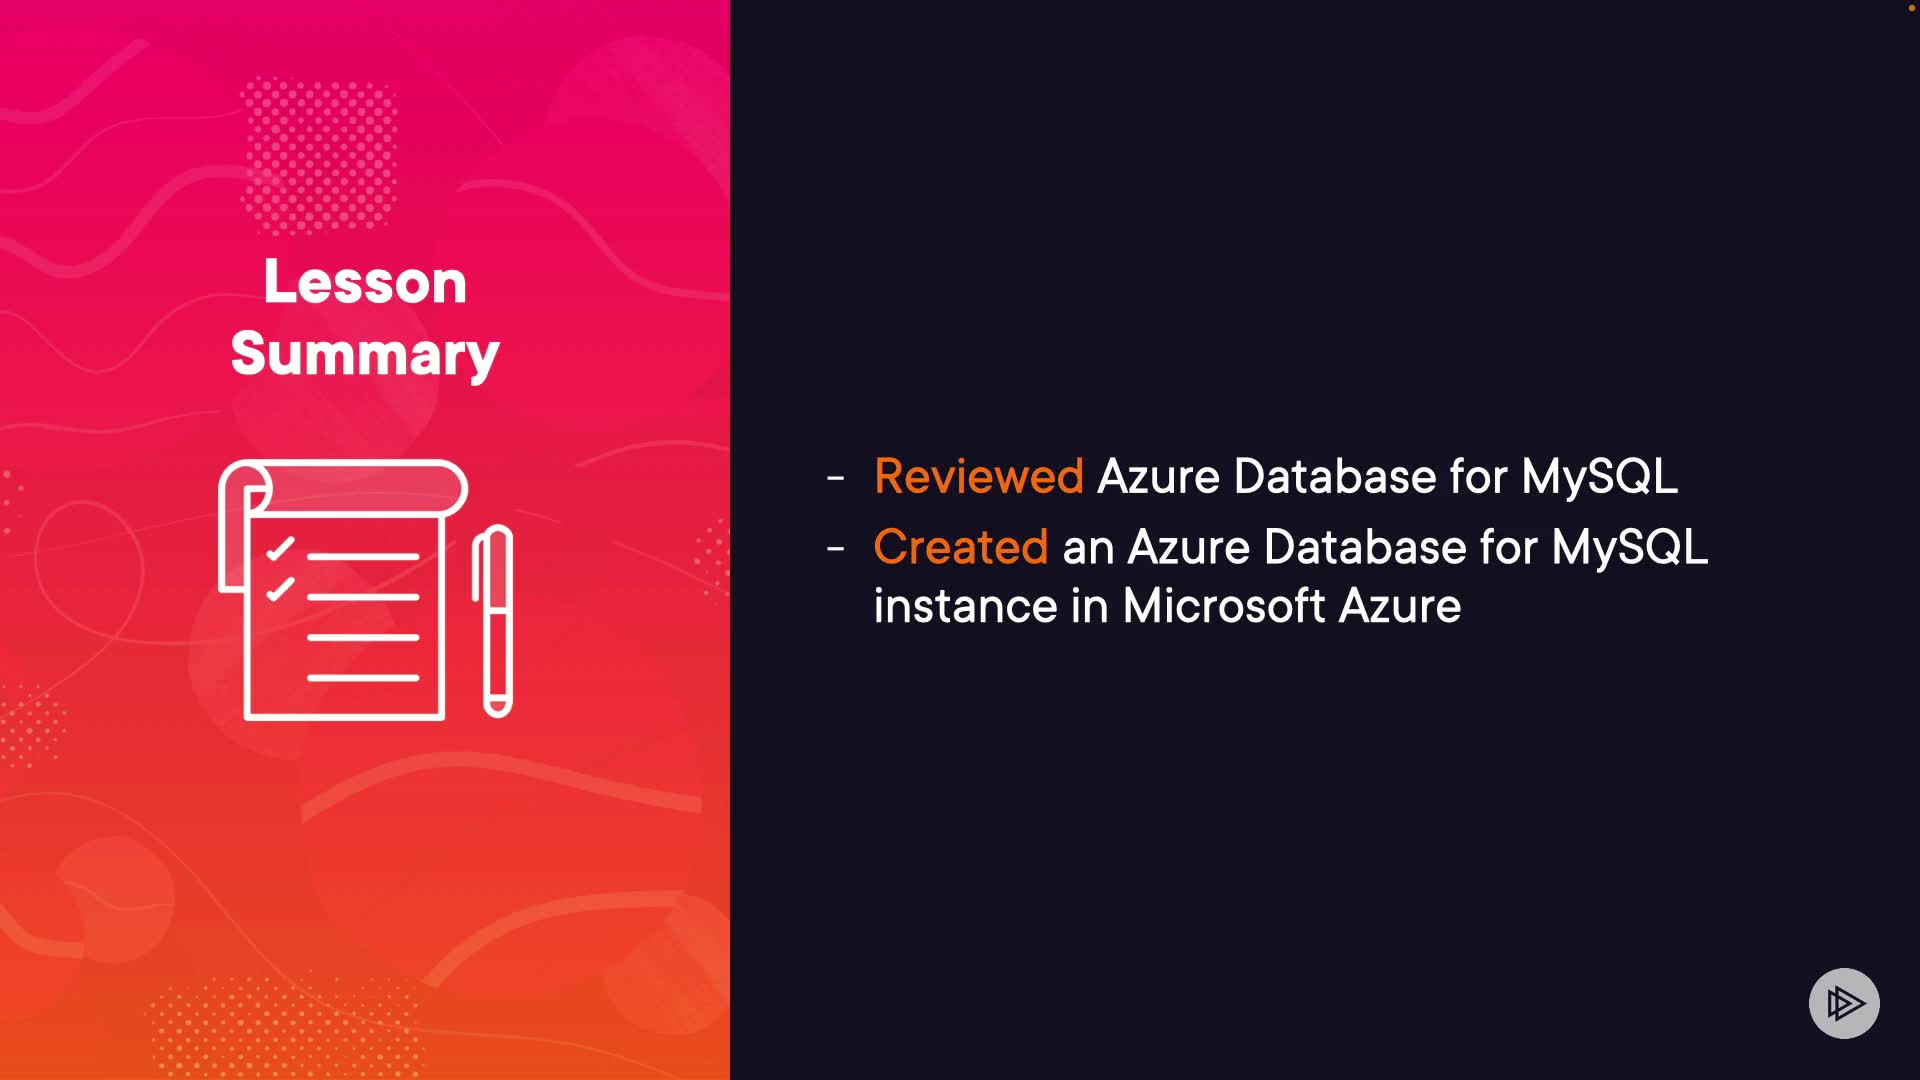 Lesson
Summary
- Reviewed Azure Database for MySQL
- Created an Azure Database for MySQL
instance in Microsoft Azure